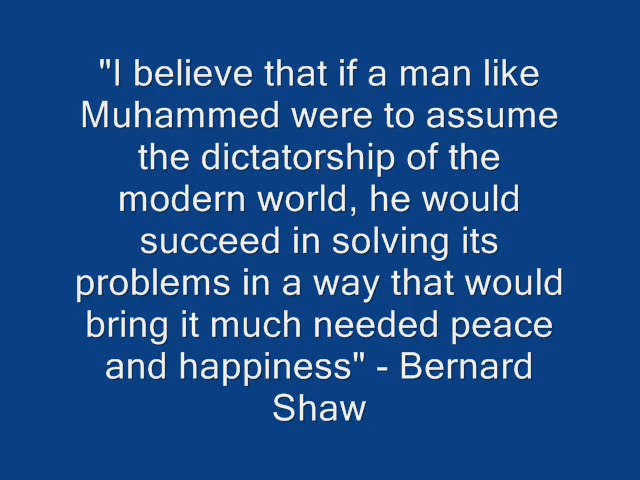 "I believe that if a man like
Muhammed were to assume
the dictatorship of the
modern world, he would
succeed in solving its
problems in a way that would
bring it much needed peace
and happiness" - Bernard
Shaw